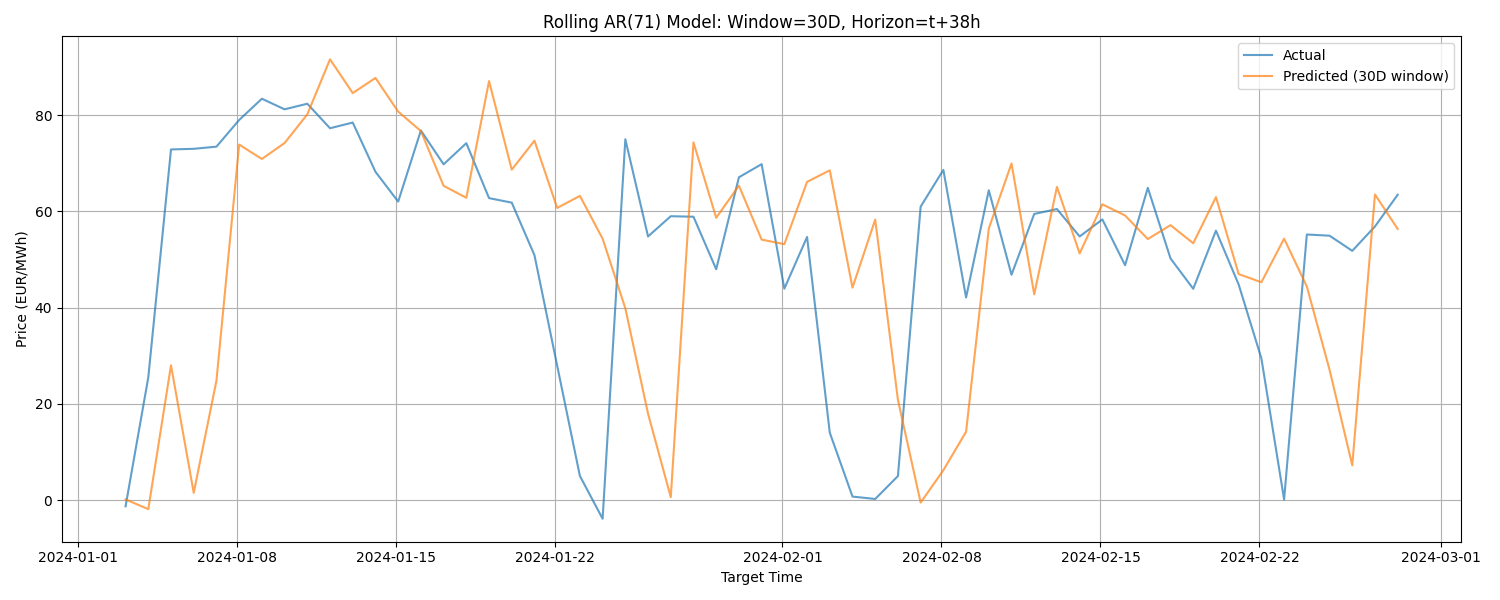 Rolling AR(71) Model: Window=30D, Horizon=t+38h
Actual
Predicted (30D window)
Price (EUR/MWh)
80
60
40
20
0
2024-01-01
2024-01-08
2024-01-15
2024-01-22
2024-02-01
2024-02-08
2024-02-15
2024-02-22
2024-03-01
Target Time